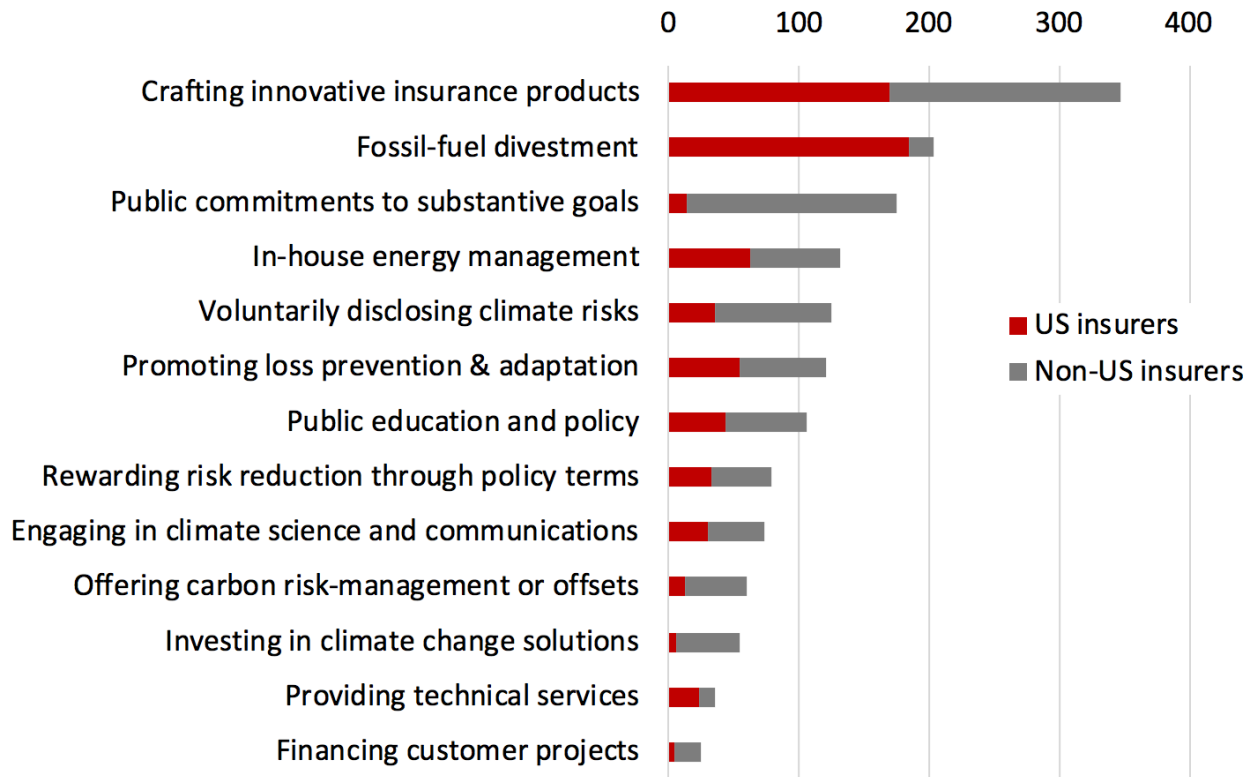 0 100 200 300 400
Crafting innovative insurance products
Fossil-fuel divestment
Public commitments to substantive goals
In-house energy management
Voluntarily disclosing climate risks
US insurers
Promoting loss prevention & adaptation
Non-US insurers
Public education and policy
Rewarding risk reduction through policy terms
Engaging in climate science and communications
Offering carbon risk-management or offsets
Investing in climate change solutions
Providing technical services
Financing customer projects